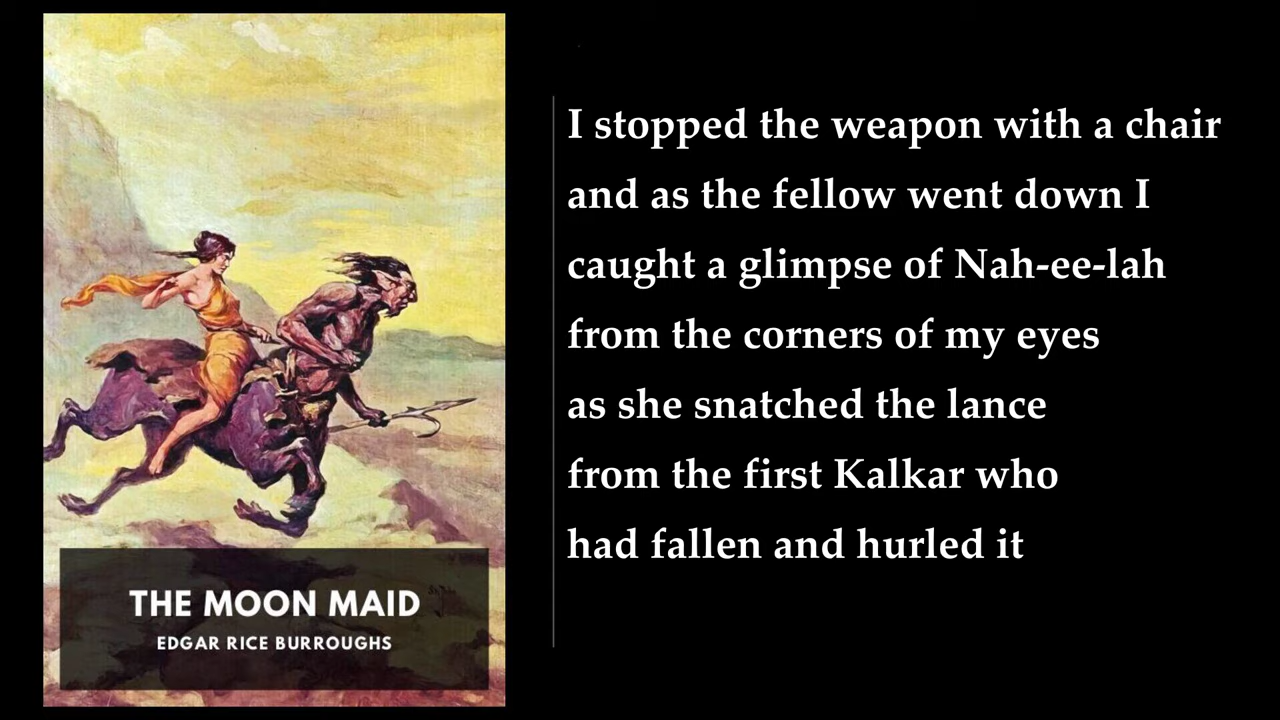 THE MOON MAID
EDGAR RICE BURROUGHS
I stopped the weapon with a chair
and as the fellow went down I
caught a glimpse of Nah-ee-lah
from the corners of my eyes
as she snatched the lance
from the first Kalkar who
had fallen and hurled it